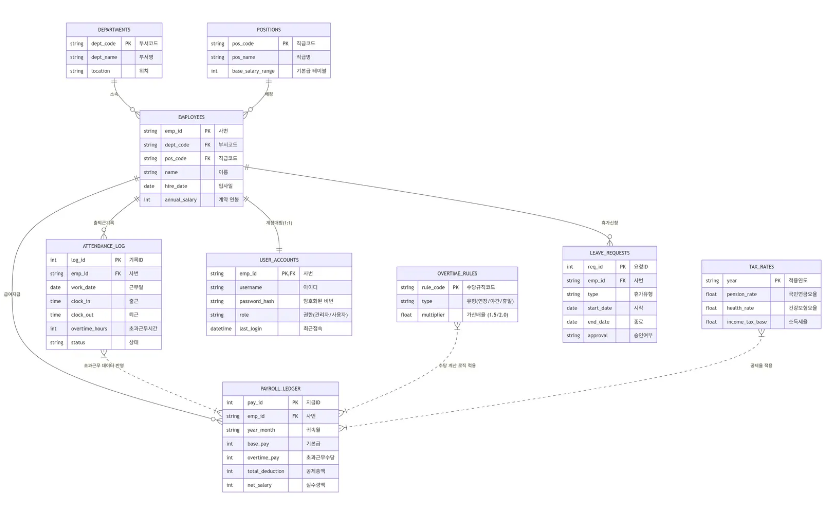 DEPARTMENTS
string dept_code PK 부서코드
string dept_name 부서명
string location 위치
POSITIONS
string pos_code PK 직급코드
string pos_name 직급명
int base_salary_range 기본급 테이블
소속
배정
EMPLOYEES
string emp_id PK 사번
string dept_code FK 부서코드
string pos_code FK 직급코드
string name 이름
date hire_date 입사일
int annual_salary 계약 연봉
출퇴근기록
계정매핑(1:1)
휴가신청
급여지급
ATTENDANCE_LOG
int log_id PK 기록ID
string emp_id FK 사번
date work_date 근무일
time clock_in 출근
time clock_out 퇴근
int overtime_hours 초과근무시간
string status 상태
USER_ACCOUNTS
string emp_id PK,FK 사번
string username 아이디
string password_hash 암호화된 비번
string role 권한(관리자/사용자)
datetime last_login 최근접속
OVERTIME_RULES
string rule_code PK 수당규칙코드
string type 유형(연장/야간/휴일)
float multiplier 가산비율 (1.5/2.0)
LEAVE_REQUESTS
int req_id PK 요청ID
string emp_id FK 사번
string type 휴가유형
date start_date 시작
date end_date 종료
string approve 승인여부
TAX_RATES
string year PK 적용연도
float pension_rate 국민연금요율
float health_rate 건강보험요율
float income_tax_base 소득세율
초과근무 데이터 반영
수당 계산 로직 적용
공제율 적용
PAYROLL_LEDGER
int pay_id PK 지급ID
string emp_id FK 사번
string year_month 귀속월
int base_pay 기본급
int overtime_pay 초과근무수당
int total_deduction 공제총액
int net_salary 실수령액